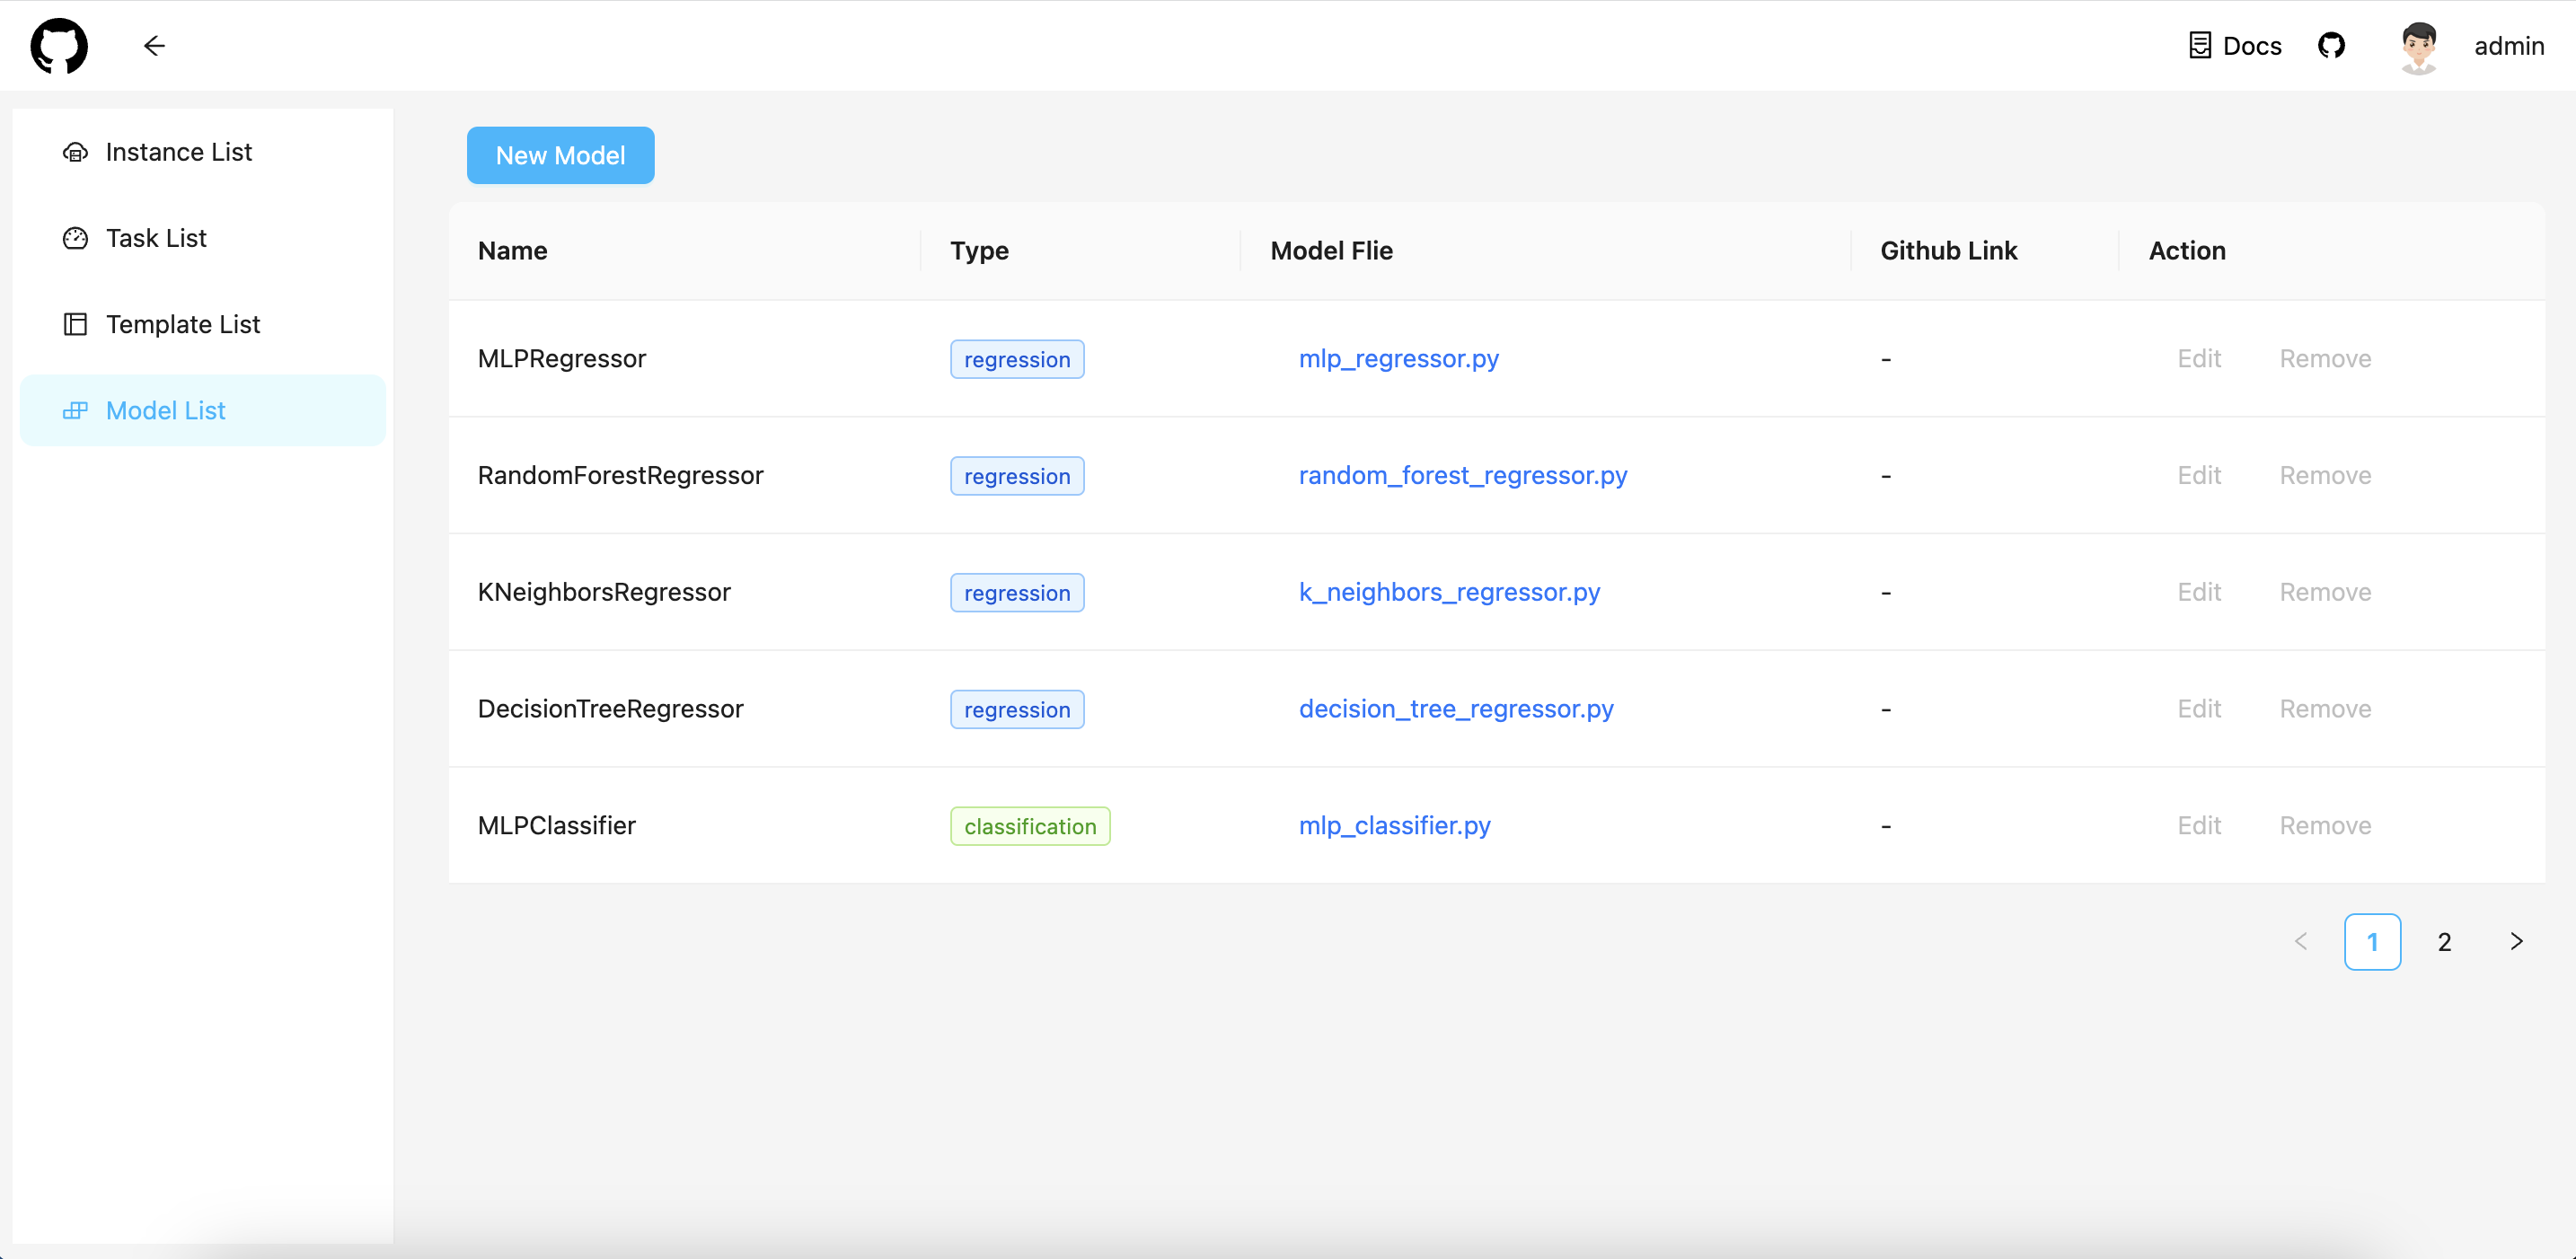 Docs admin
Instance List
Task List
Template List
Model List
New Model
Name Type Model Flie Github Link Action
MLPRegressor regression mlp_regressor.py - Edit Remove
RandomForestRegressor regression random_forest_regressor.py - Edit Remove
KNeighborsRegressor regression k_neighbors_regressor.py - Edit Remove
DecisionTreeRegressor regression decision_tree_regressor.py - Edit Remove
MLPClassifier classification mlp_classifier.py - Edit Remove
< 1 2 >